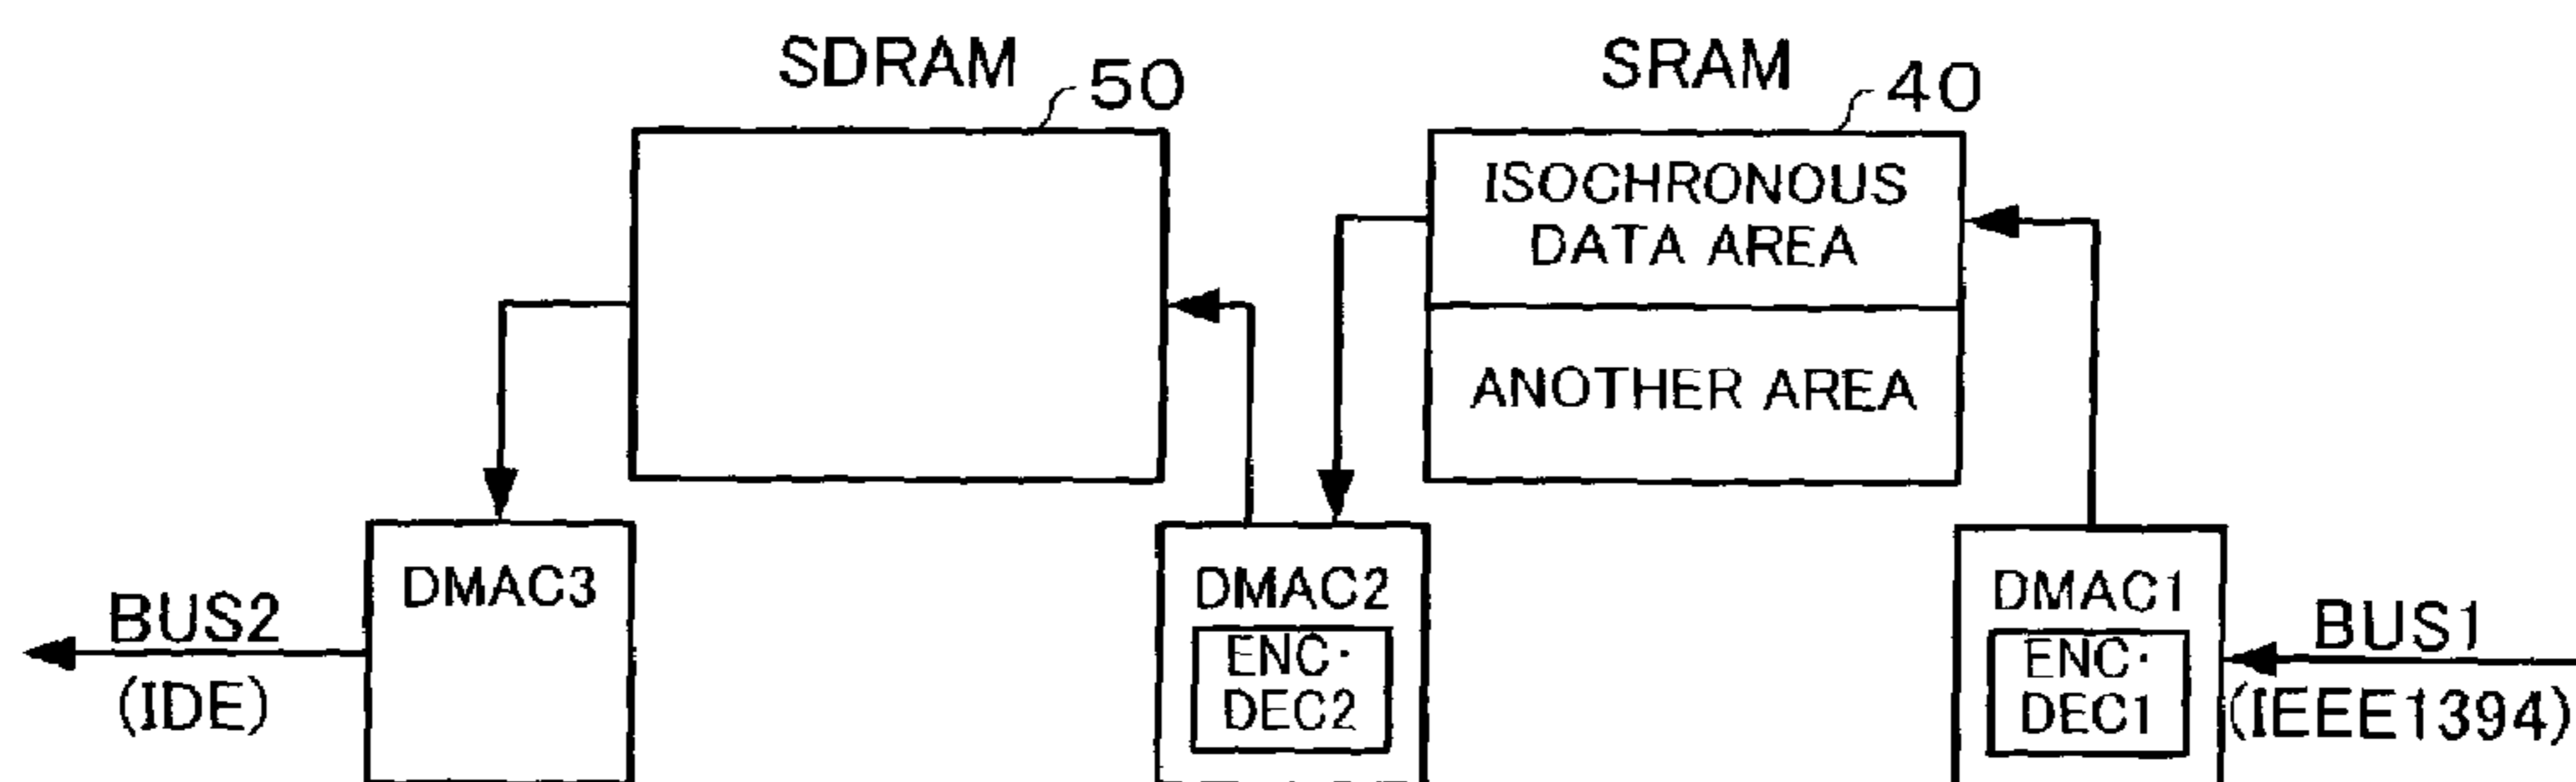 SDRAM
50
SRAM
40
ISOCHRONOUS
DATA AREA
ANOTHER AREA
DMAC3
BUS2
(IDE)
DMAC2
ENC·
DEC2
DMAC1
ENC·
DEC1
BUS1
(IEEE1394)